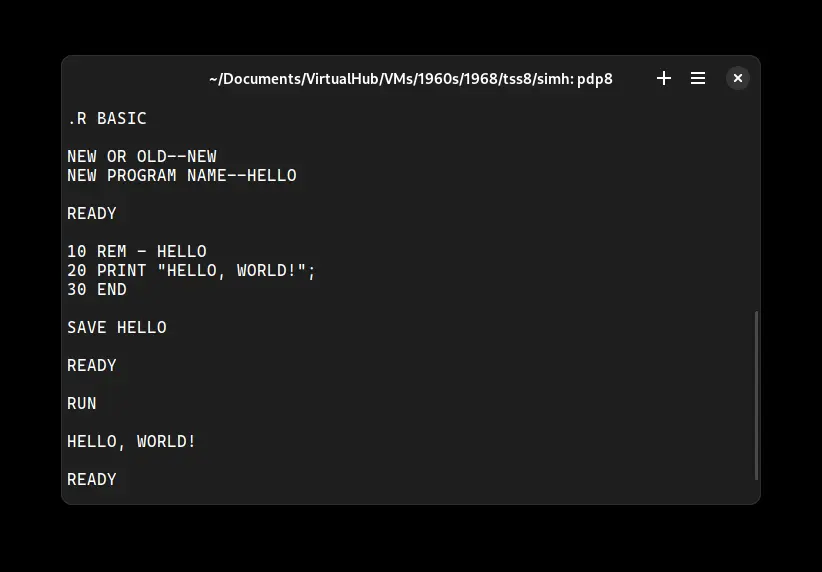 ~/Documents/VirtualHub/VMs/1960s/1968/tss8/simh: pdp8
.R BASIC
NEW OR OLD--NEW
NEW PROGRAM NAME--HELLO
READY
10 REM - HELLO
20 PRINT "HELLO, WORLD!";
30 END
SAVE HELLO
READY
RUN
HELLO, WORLD!
READY